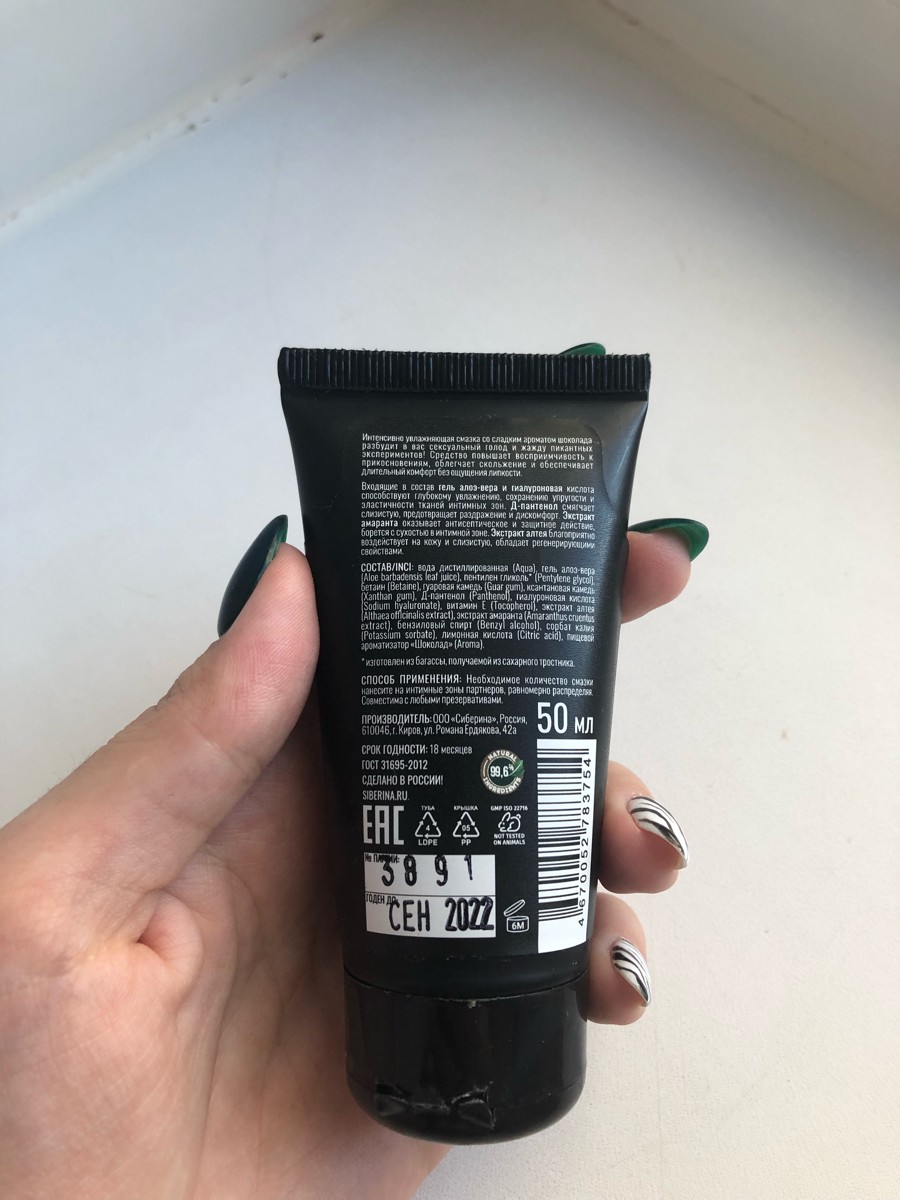 Интенсивно увлажняющая смазка со сладким ароматом шоколада
разбудит в вас сексуальный голод и жажду пикантных
экспериментов! Средство повышает восприимчивость к
прикосновениям, облегчает скольжение и обеспечивает
длительный комфорт без ощущения липкости.
Входящие в состав гель алоэ-вера и гиалуроновая кислота
способствуют глубокому увлажнению, сохранению упругости и
эластичности тканей интимных зон. Д-пантенол смягчает
слизистую, предотвращает раздражение и дискомфорт. Экстракт
амаранта оказывает антисептическое и защитное действие,
борется с сухостью в интимной зоне. Экстракт алтея благоприятно
воздействует на кожу и слизистую, обладает регенерирующими
свойствами.
СОСТАВ/INCI: вода дистиллированная (Aqua), гель алоэ-вера
(Aloe barbadensis leaf juice), пентилен гликоль* (Pentylene glycol),
бетаин (Betaine), гуаровая камедь (Guar gum), ксантановая камедь
(Xanthan gum), Д-пантенол (Panthenol), гиалуроновая кислота
(Sodium hyaluronate), витамин Е (Tocopherol), экстракт алтея
(Althaea officinalis extract), экстракт амаранта (Amaranthus cruentus
extract), бензиловый спирт (Benzyl alcohol), сорбат калия
(Potassium sorbate), лимонная кислота (Citric acid), пищевой
ароматизатор «Шоколад» (Aroma).
* изготовлен из багассы, получаемой из сахарного тростника.
СПОСОБ ПРИМЕНЕНИЯ: Необходимое количество смазки
нанесите на интимные зоны партнеров, равномерно распределяя.
Совместима с любыми презервативами.
ПРОИЗВОДИТЕЛЬ: ООО «Сиберина», Россия,
610046, г. Киров, ул. Романа Ердякова, 42а
50 мл
СРОК ГОДНОСТИ: 18 месяцев
ГОСТ 31695-2012
СДЕЛАНО В РОССИИ!
SIBERINA.RU.
NATURAL
99,6%
INGREDIENTS
EAC
ТУБА
4
LDPE
КРЫШКА
05
PP
GMP ISO 22716
NOT TESTED
ON ANIMALS
№ ПАРТИИ:
3891
ГОДЕН ДО:
СЕН 2022
6M
4 670052 783754